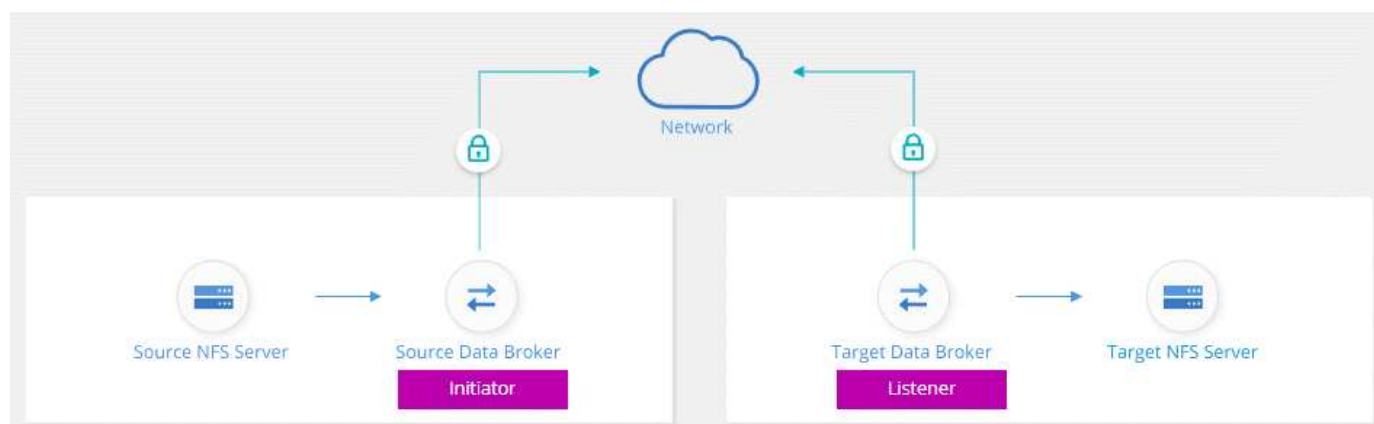 Network
Source NFS Server
Source Data Broker
Target Data Broker
Target NFS Server
Initiator
Listener